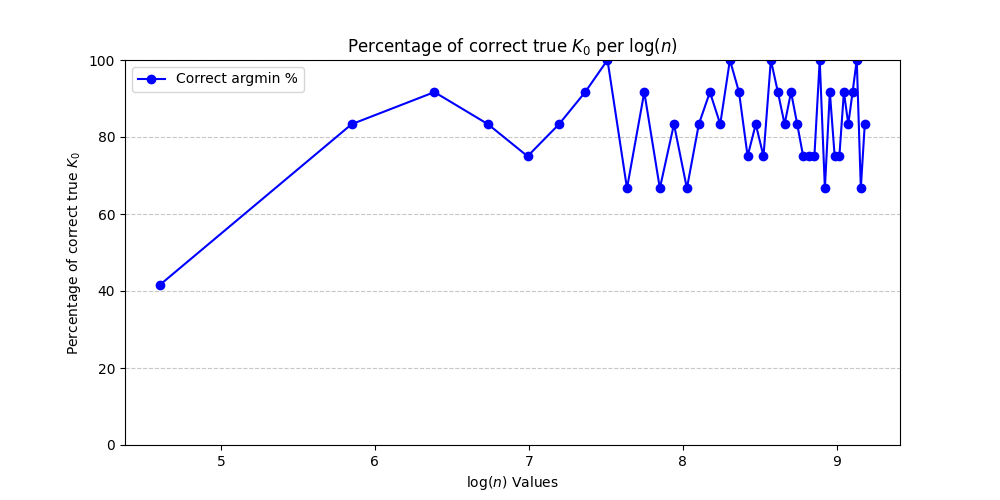 Percentage of correct true K₀ per log(n)
Correct argmin %
Percentage of correct true K₀
100
80
60
40
20
0
5 6 7 8 9
log(n) Values